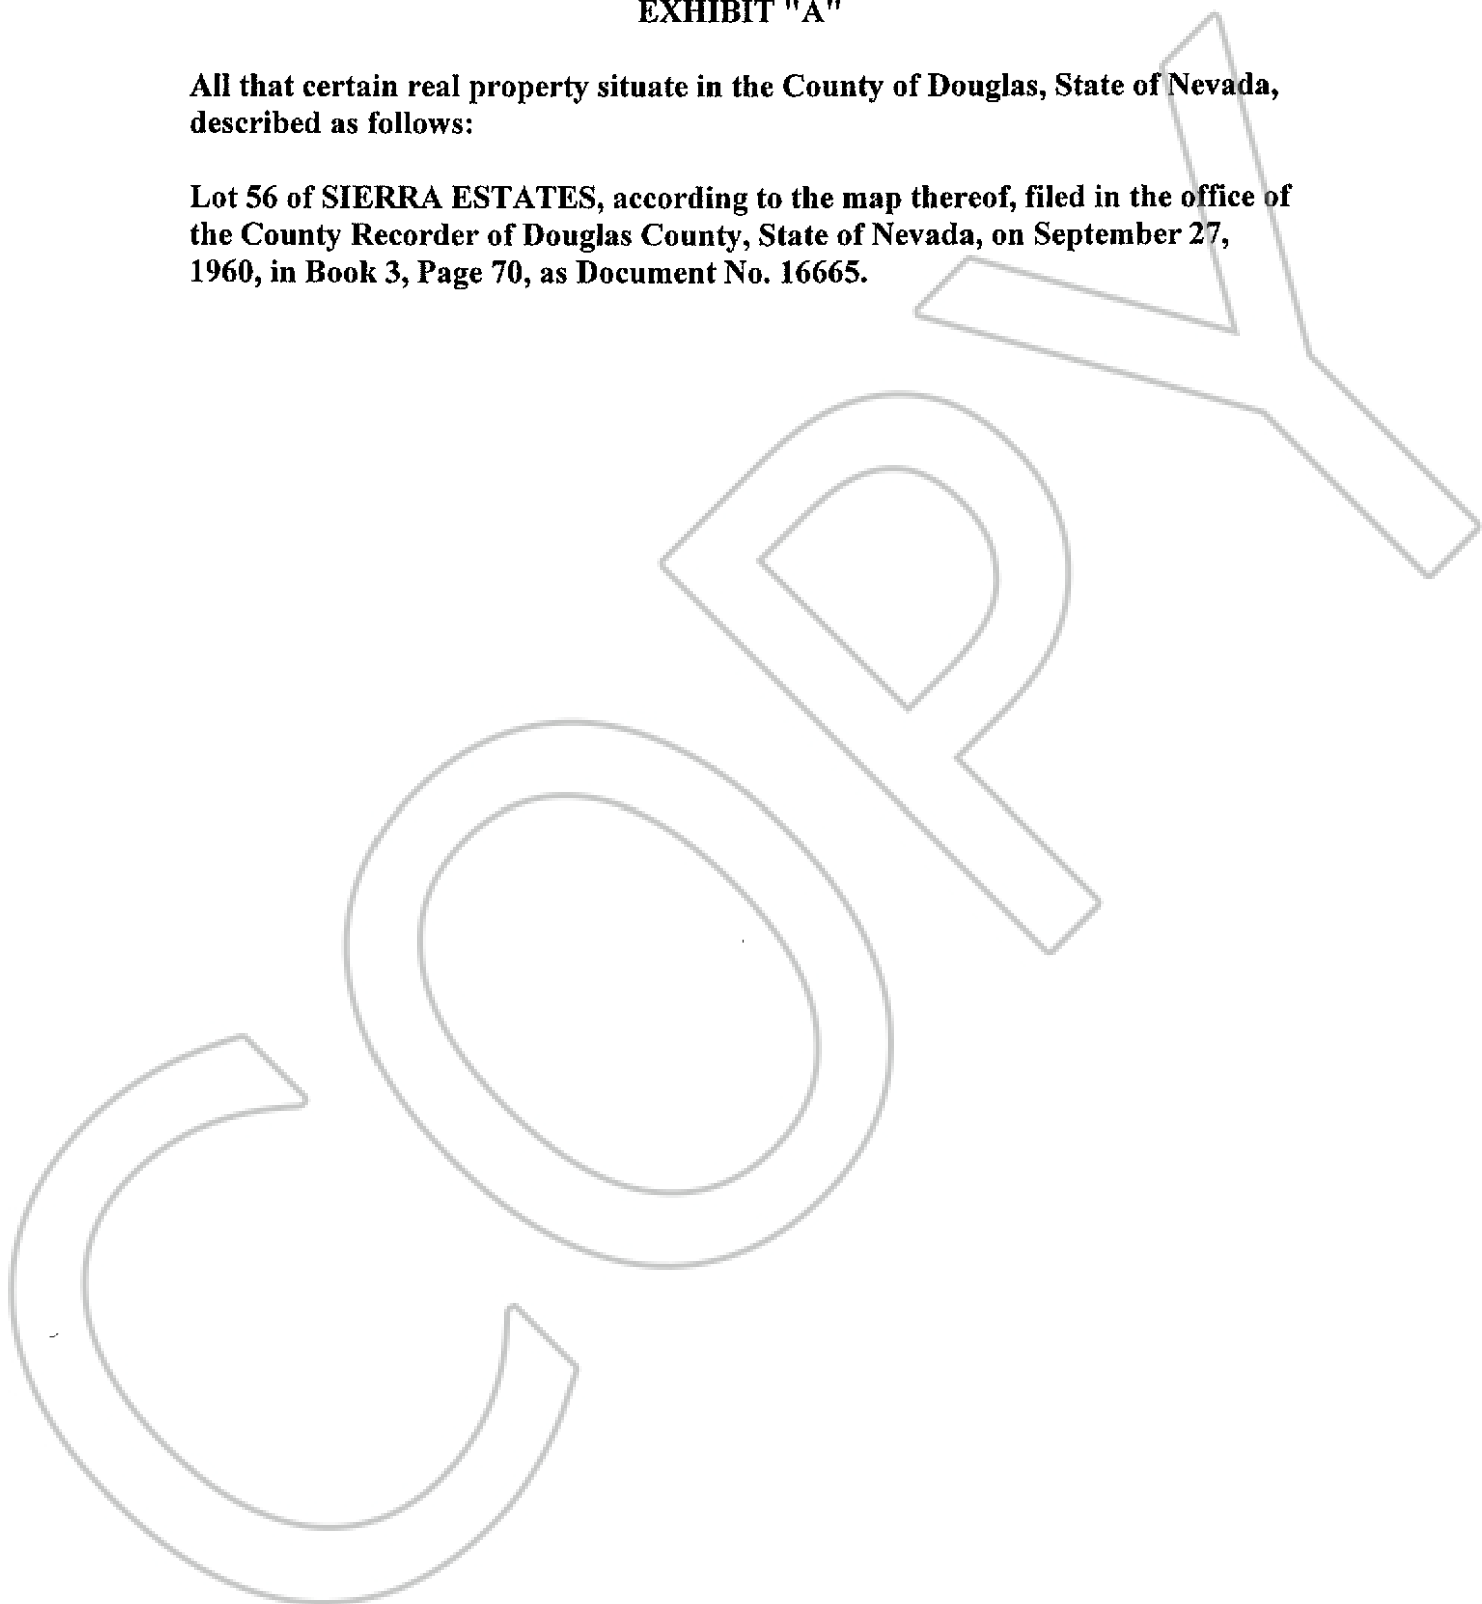 EXHIBIT "A"
All that certain real property situate in the County of Douglas, State of Nevada,
described as follows:
Lot 56 of SIERRA ESTATES, according to the map thereof, filed in the office of
the County Recorder of Douglas County, State of Nevada, on September 27,
1960, in Book 3, Page 70, as Document No. 16665.
COPY